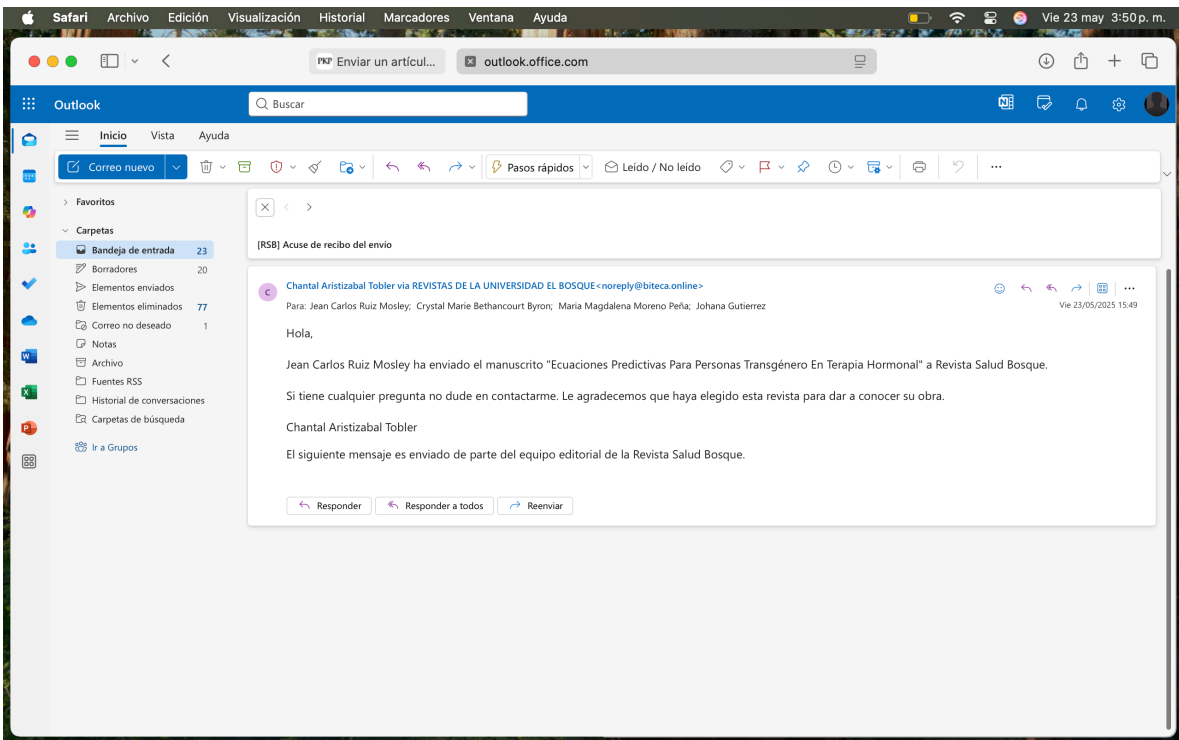 Safari Archivo Edición Visualización Historial Marcadores Ventana Ayuda Vie 23 may 3:50 p. m.
PKP Enviar un artícul... outlook.office.com
Outlook Buscar
Inicio Vista Ayuda
Correo nuevo Pasos rápidos Leído / No leído
Favoritos
Carpetas
Bandeja de entrada 23
Borradores 20
Elementos enviados
Elementos eliminados 77
Correo no deseado 1
Notas
Archivo
Fuentes RSS
Historial de conversaciones
Carpetas de búsqueda
Ir a Grupos
[RSB] Acuse de recibo del envío
C
Chantal Aristizabal Tobler via REVISTAS DE LA UNIVERSIDAD EL BOSQUE<noreply@biteca.online>
Para: Jean Carlos Ruiz Mosley; Crystal Marie Bethancourt Byron; Maria Magdalena Moreno Peña; Johana Gutierrez
Vie 23/05/2025 15:49
Hola,
Jean Carlos Ruiz Mosley ha enviado el manuscrito "Ecuaciones Predictivas Para Personas Transgénero En Terapia Hormonal" a Revista Salud Bosque.
Si tiene cualquier pregunta no dude en contactarme. Le agradecemos que haya elegido esta revista para dar a conocer su obra.
Chantal Aristizabal Tobler
El siguiente mensaje es enviado de parte del equipo editorial de la Revista Salud Bosque.
Responder Responder a todos Reenviar